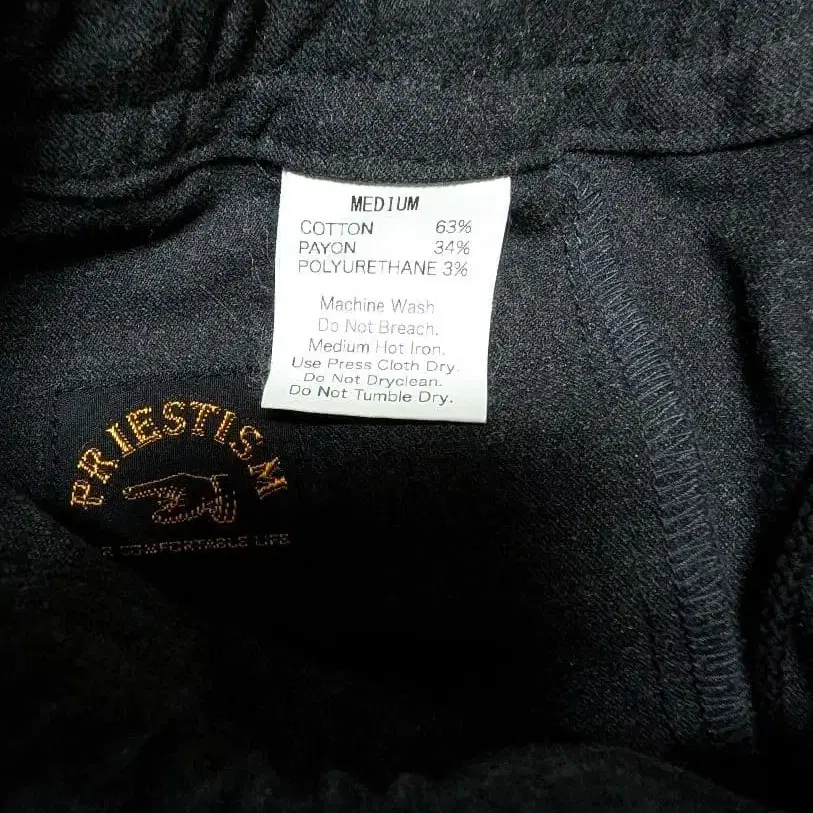 MEDIUM
COTTON 63%
PAYON 34%
POLYURETHANE 3%
Machine Wash
Do Not Breach.
Medium Hot Iron.
Use Press Cloth Dry.
Do Not Dryclean.
Do Not Tumble Dry.
PRIESTISM
COMFORTABLE LIFE